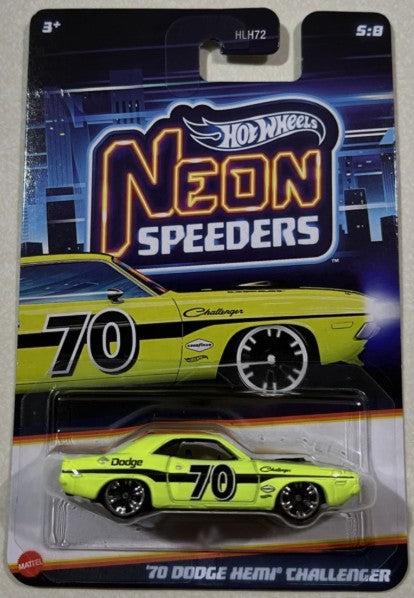 3+
HLH72
5:8
Hot Wheels
NEON
SPEEDERS
™
Challenger
70
GOODYEAR
Dodge
70
Challenger
MATTEL
'70 DODGE HEMI® CHALLENGER